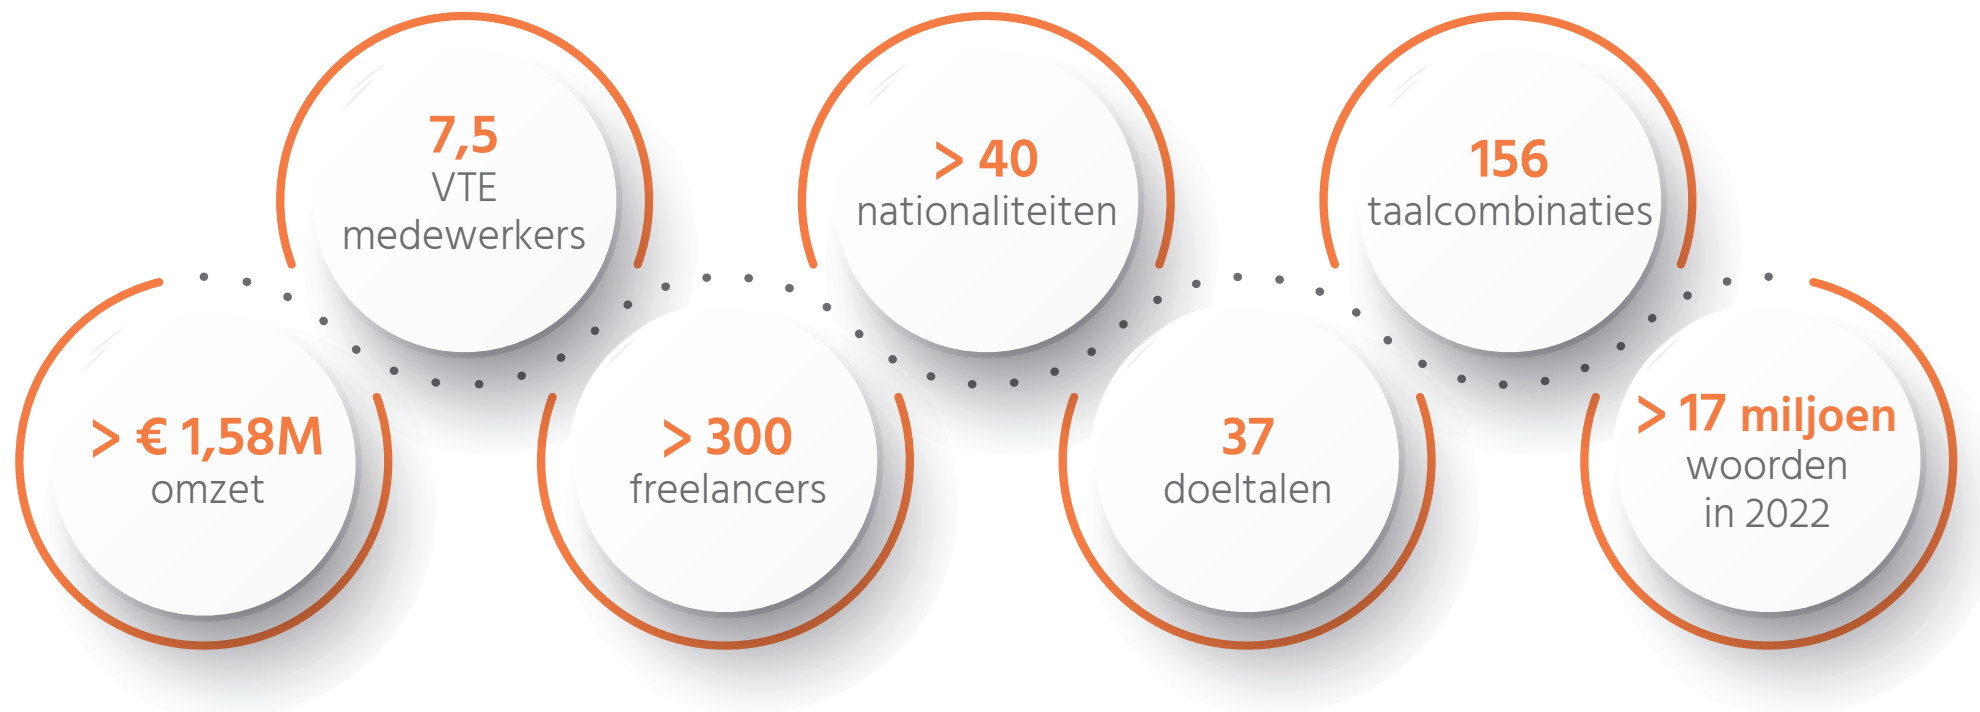 > € 1,58M
omzet
7,5
VTE
medewerkers
> 300
freelancers
> 40
nationaliteiten
37
doeltalen
156
taalcombinaties
> 17 miljoen
woorden
in 2022